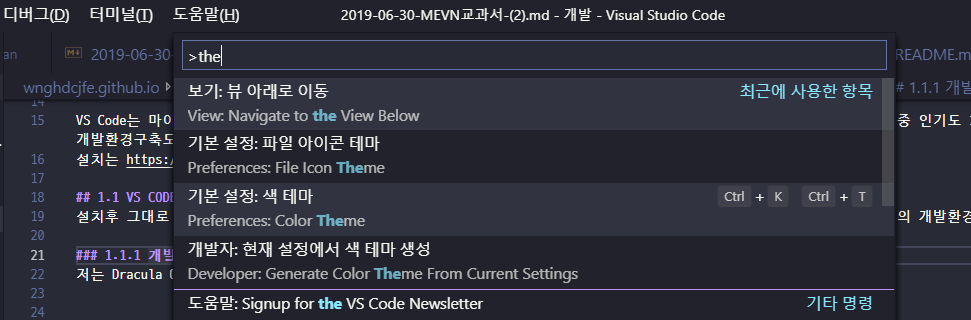 디버그(D) 터미널(T) 도움말(H) 2019-06-30-MEVN교과서-(2).md - 개발 - Visual Studio Code
>the
an 2019-06-30- README.m
wnghdcjfe.github.io # 1.1.1 개발
보기: 뷰 아래로 이동 최근에 사용한 항목
View: Navigate to the View Below
기본 설정: 파일 아이콘 테마
Preferences: File Icon Theme
기본 설정: 색 테마 Ctrl + K Ctrl + T
Preferences: Color Theme
개발자: 현재 설정에서 색 테마 생성
Developer: Generate Color Theme From Current Settings
도움말: Signup for the VS Code Newsletter 기타 명령
14
15 VS Code는 마이 중 인기도
개발환경구축도
16 설치는 https:/
17
18 ## 1.1 VS CODE
19 설치후 그대로 의 개발환경
20
21 ### 1.1.1 개발
22 저는 Dracula
23
24